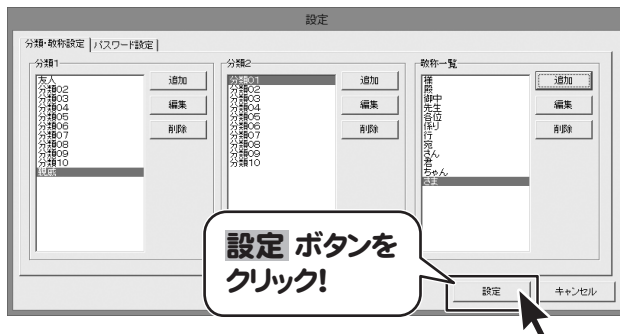 設定
分類・敬称設定 パスワード設定
分類1
友人
分類02
分類03
分類04
分類05
分類06
分類07
分類08
分類09
分類10
親戚
追加
編集
削除
分類2
分類01
分類02
分類03
分類04
分類05
分類06
分類07
分類08
分類09
分類10
追加
編集
削除
敬称一覧
様
殿
御中
先生
各位
係り
行
宛
さん
君
ちゃん
さま
追加
編集
削除
設定 ボタンを
クリック!
設定
キャンセル